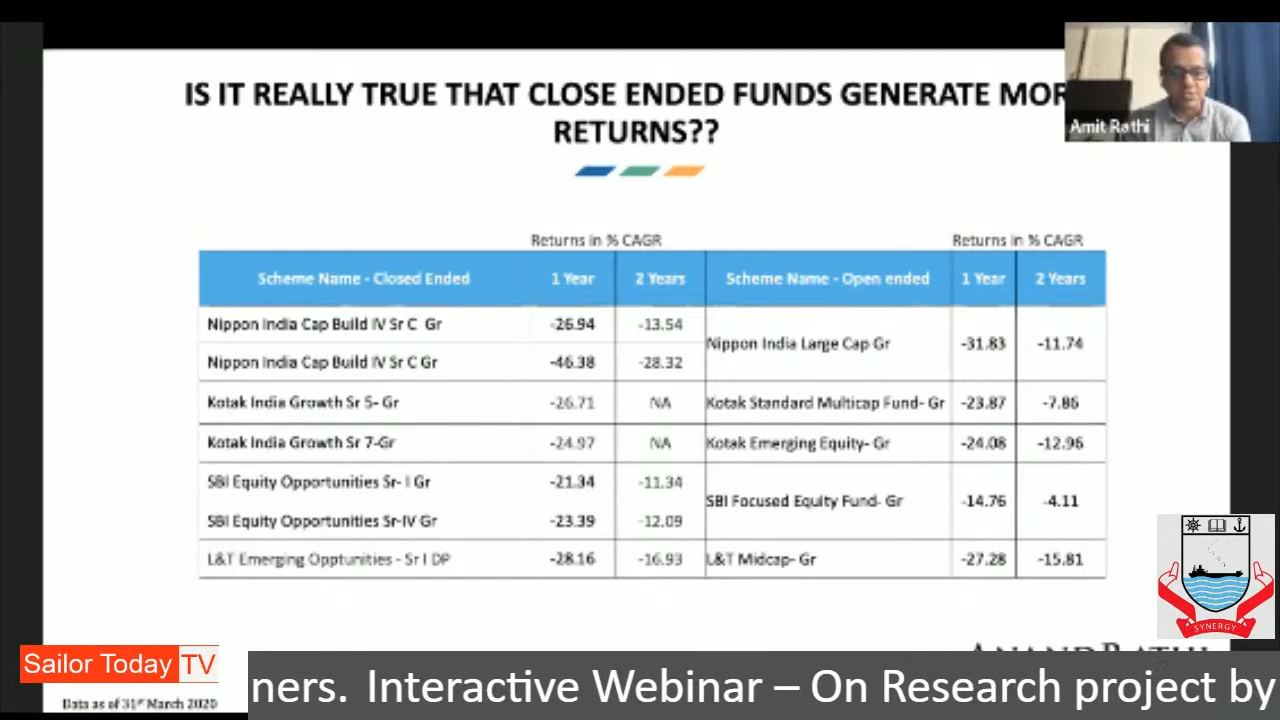 IS IT REALLY TRUE THAT CLOSE ENDED FUNDS GENERATE MOR
RETURNS??
Amit Rathi
Returns in % CAGR Returns in % CAGR
Scheme Name - Closed Ended 1 Year 2 Years Scheme Name - Open ended 1 Year 2 Years
Nippon India Cap Build IV Sr C Gr -26.94 -13.54
Nippon India Large Cap Gr -31.83 -11.74
Nippon India Cap Build IV Sr C Gr -46.38 -28.32
Kotak India Growth Sr 5- Gr -26.71 NA Kotak Standard Multicap Fund- Gr -23.87 -7.86
Kotak India Growth Sr 7-Gr -24.97 NA Kotak Emerging Equity- Gr -24.08 -12.96
SBI Equity Opportunities Sr- I Gr -21.34 -11.34
SBI Focused Equity Fund- Gr -14.76 -4.11
SBI Equity Opportunities Sr-IV Gr -23.39 -12.09
L&T Emerging Opptunities - Sr I DP -28.16 -16.93 L&T Midcap- Gr -27.28 -15.81
SYNERGY
ANAND RATHI
Sailor Today TV
ners. Interactive Webinar – On Research project by
Data as of 31st March 2020